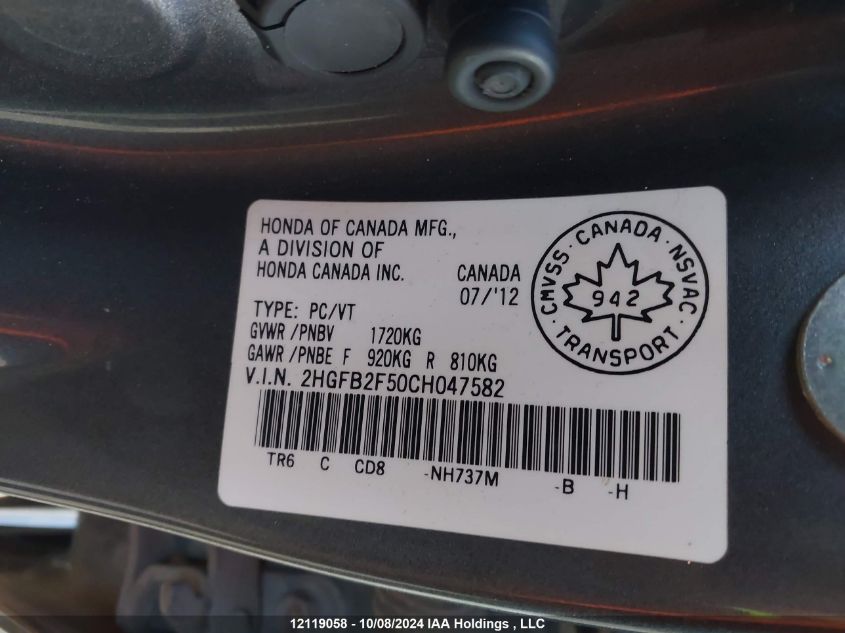 HONDA OF CANADA MFG.,
A DIVISION OF
HONDA CANADA INC. CANADA
07/'12
TYPE: PC/VT
GVWR/PNBV 1720KG
GAWR/PNBE F 920KG R 810KG
V.I.N. 2HGFB2F50CH047582
TR6 C CD8 -NH737M -B -H
CMVSS · CANADA · NSVAC
942
· TRANSPORT ·
12119058 - 10/08/2024 IAA Holdings , LLC